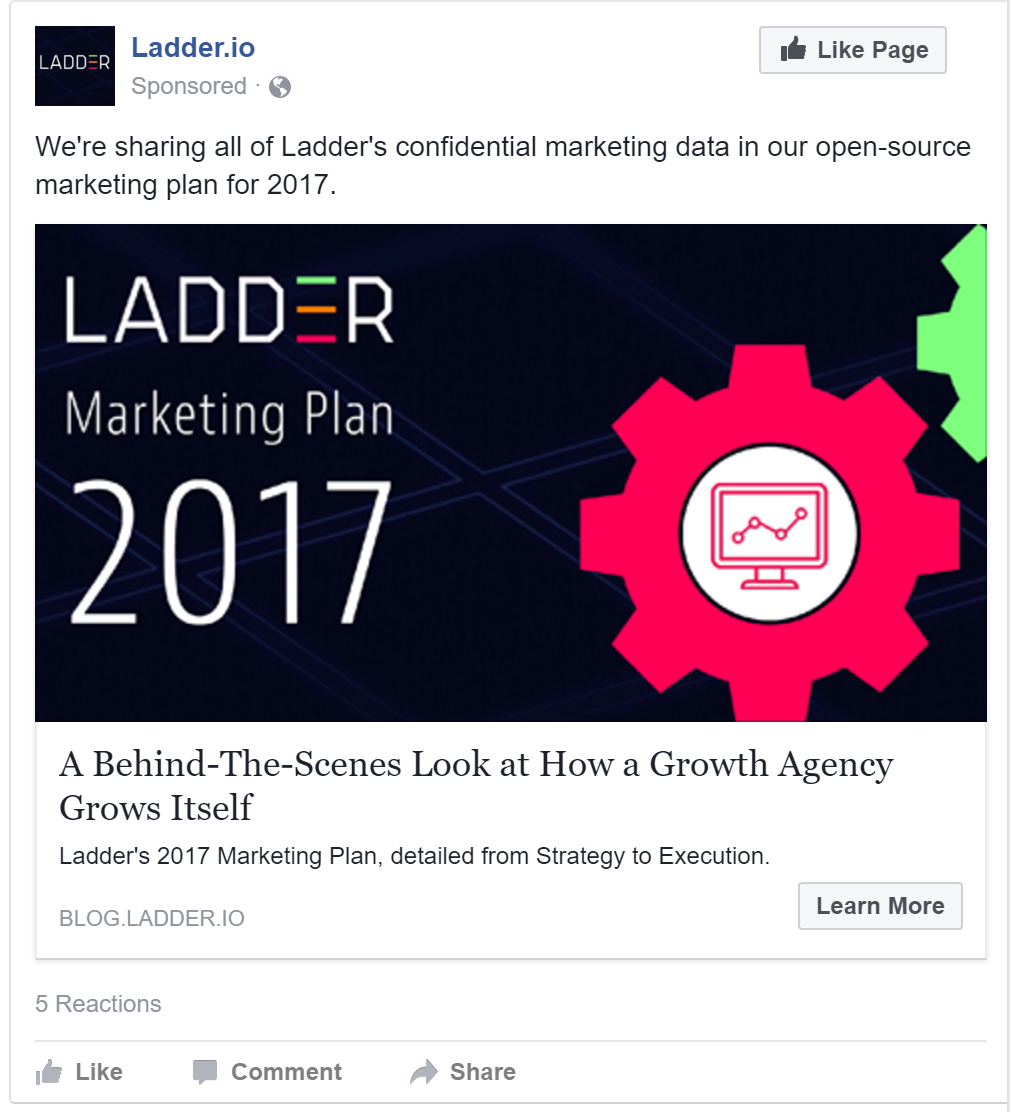 LADDER
Ladder.io
Like Page
Sponsored ·
We're sharing all of Ladder's confidential marketing data in our open-source
marketing plan for 2017.
LADDER
Marketing Plan
2017
A Behind-The-Scenes Look at How a Growth Agency
Grows Itself
Ladder's 2017 Marketing Plan, detailed from Strategy to Execution.
BLOG.LADDER.IO
Learn More
5 Reactions
Like Comment Share